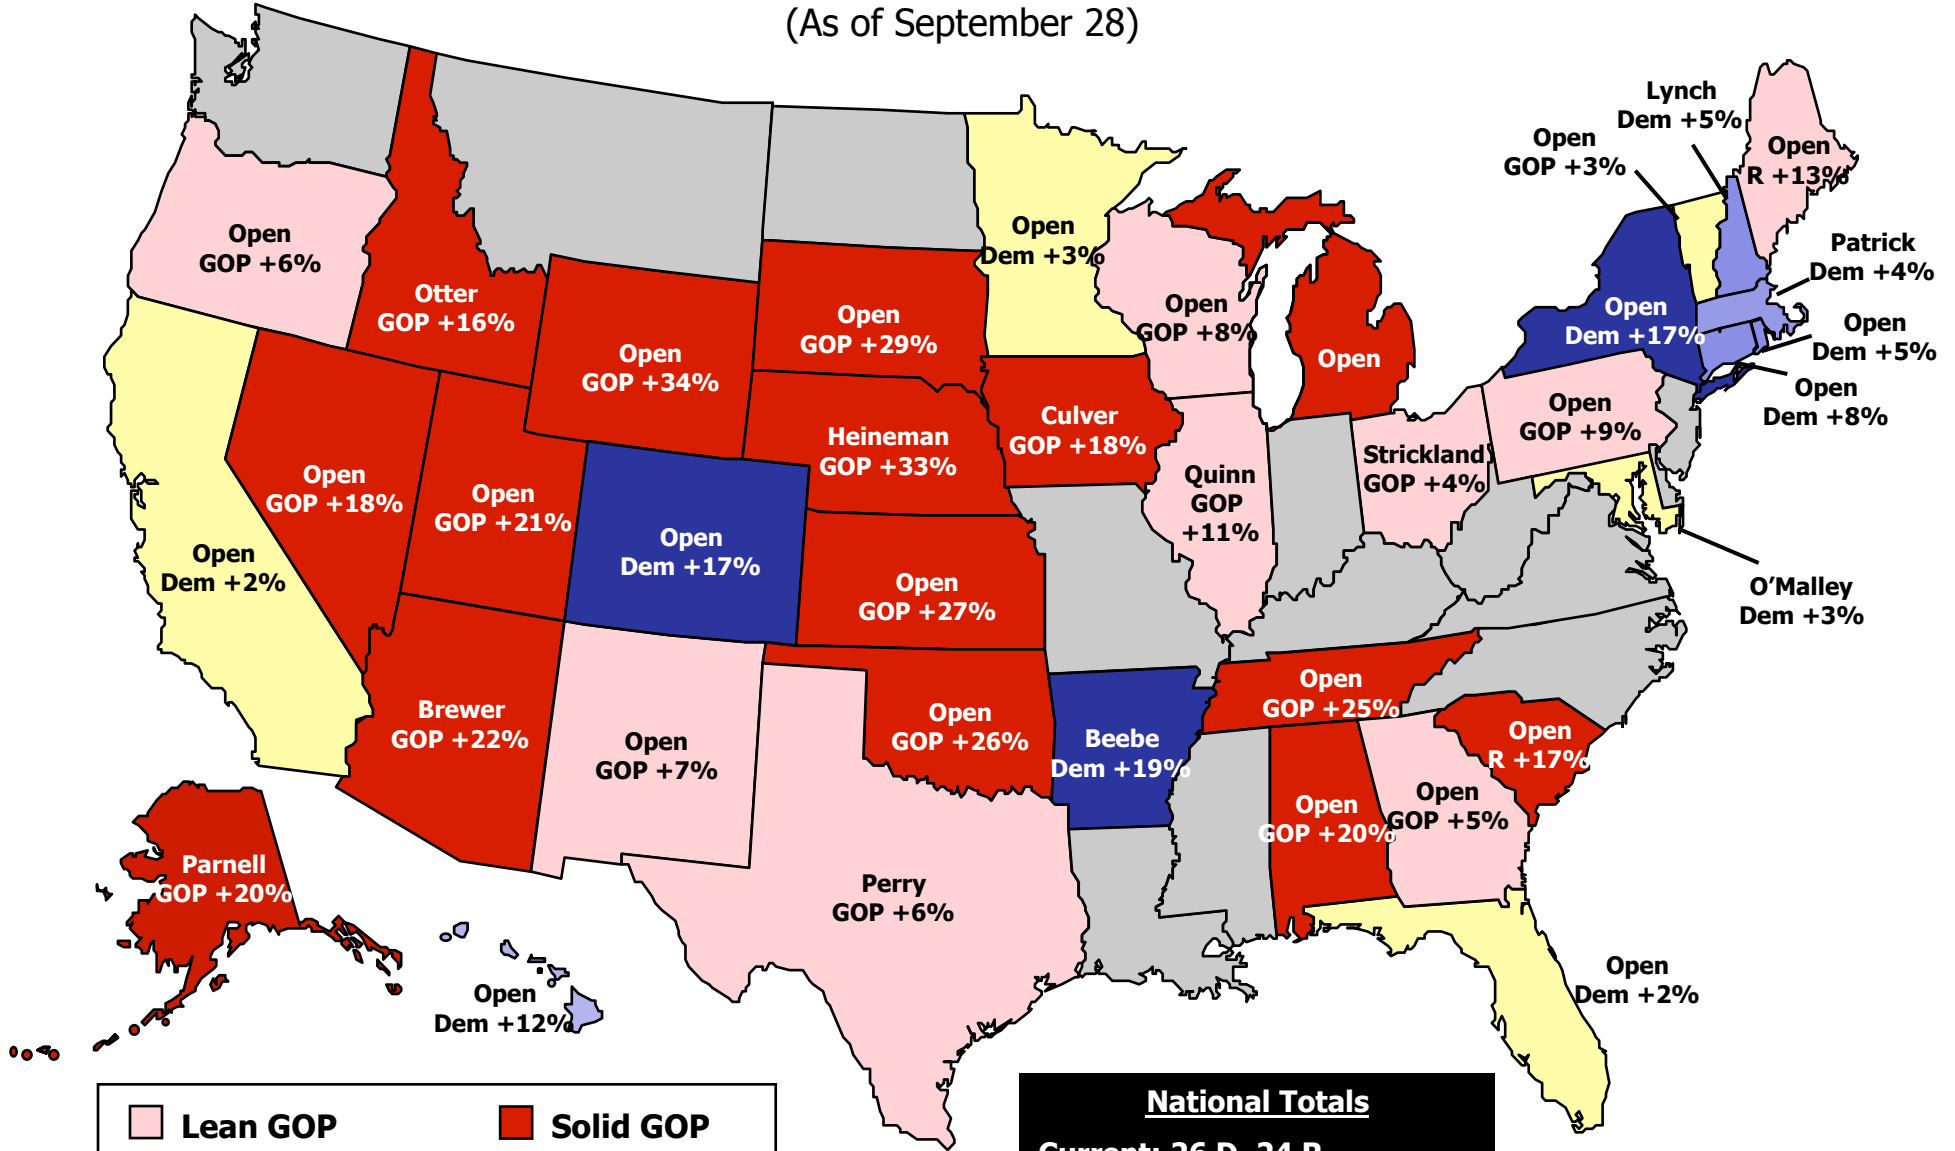 (As of September 28)
Lynch
Dem +5%
Open
GOP +3%
Open
R +13%
Open
GOP +6%
Open
Dem +3%
Patrick
Dem +4%
Otter
GOP +16%
Open
GOP +29%
Open
GOP +8%
Open
Dem +17%
Open
Dem +5%
Open
GOP +34%
Open
Open
Dem +8%
Culver
GOP +18%
Open
GOP +9%
Heineman
GOP +33%
Strickland
GOP +4%
Open
GOP +18%
Open
GOP +21%
Quinn
GOP
+11%
Open
Dem +2%
Open
Dem +17%
Open
GOP +27%
O’Malley
Dem +3%
Brewer
GOP +22%
Open
GOP +7%
Open
GOP +26%
Beebe
Dem +19%
Open
GOP +25%
Open
R +17%
Open
GOP +20%
Open
GOP +5%
Parnell
GOP +20%
Perry
GOP +6%
Open
Dem +12%
Open
Dem +2%
Lean GOP
Solid GOP
National Totals
Current: 26 D, 24 R